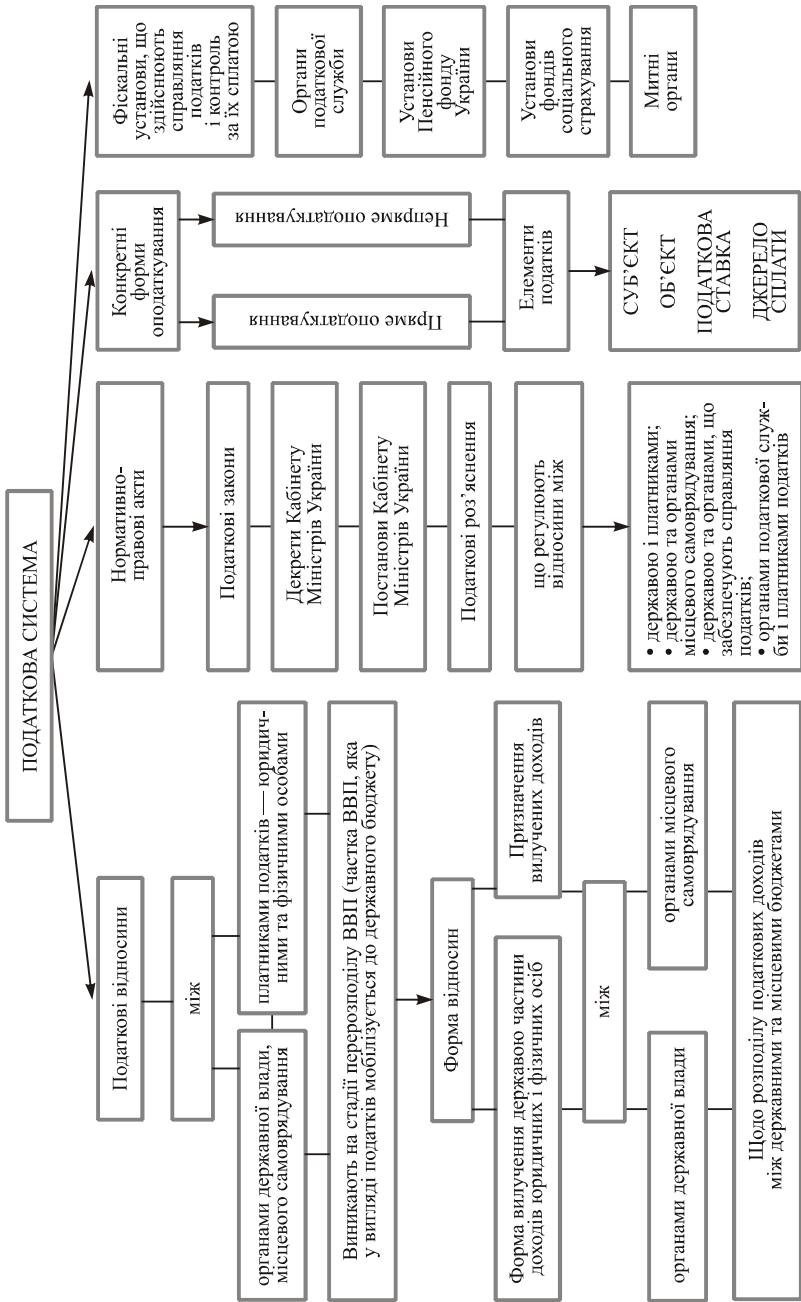 ПОДАТКОВА СИСТЕМА
Податкові відносини
між
органами державної влади,
місцевого самоврядування
платниками податків — юридич-
ними та фізичними особами
Виникають на стадії перерозподілу ВВП (частка ВВП, яка
у вигляді податків мобілізується до державного бюджету)
Форма відносин
Форма вилучення державою частини
доходів юридичних і фізичних осіб
Призначення
вилучених доходів
між
органами державної влади
органами місцевого
самоврядування
Щодо розподілу податкових доходів
між державними та місцевими бюджетами
Нормативно-
правові акти
Податкові закони
Декрети Кабінету
Міністрів України
Постанови Кабінету
Міністрів України
Податкові роз’яснення
що регулюють
відносини між
• державою і платниками;
• державою та органами
місцевого самоврядування;
• державою та органами, що
забезпечують справляння
податків;
• органами податкової служ-
би і платниками податків
Конкретні
форми
оподаткування
Пряме оподаткування
Непряме оподаткування
Елементи
податків
СУБ’ЄКТ
ОБ’ЄКТ
ПОДАТКОВА
СТАВКА
ДЖЕРЕЛО
СПЛАТИ
Фіскальні
установи, що
здійснюють
справляння
податків
і контроль
за їх сплатою
Органи
податкової
служби
Установи
Пенсійного
фонду
України
Установи
фондів
соціального
страхування
Митні
органи